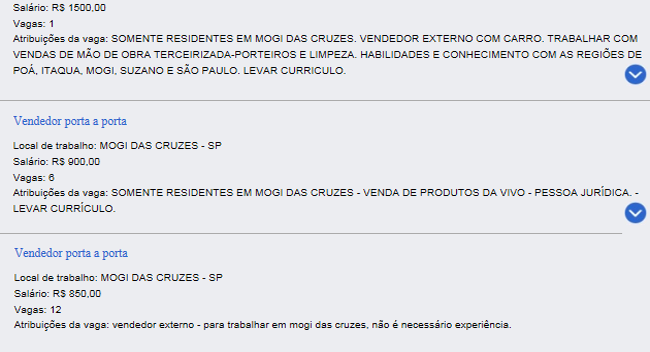 Salário: R$ 1500,00
Vagas: 1
Atribuições da vaga: SOMENTE RESIDENTES EM MOGI DAS CRUZES. VENDEDOR EXTERNO COM CARRO. TRABALHAR COM
VENDAS DE MÃO DE OBRA TERCEIRIZADA-PORTEIROS E LIMPEZA. HABILIDADES E CONHECIMENTO COM AS REGIÕES DE
POÁ, ITAQUA, MOGI, SUZANO E SÃO PAULO. LEVAR CURRICULO.
Vendedor porta a porta
Local de trabalho: MOGI DAS CRUZES - SP
Salário: R$ 900,00
Vagas: 6
Atribuições da vaga: SOMENTE RESIDENTES EM MOGI DAS CRUZES - VENDA DE PRODUTOS DA VIVO - PESSOA JURÍDICA. -
LEVAR CURRÍCULO.
Vendedor porta a porta
Local de trabalho: MOGI DAS CRUZES - SP
Salário: R$ 850,00
Vagas: 12
Atribuições da vaga: vendedor externo - para trabalhar em mogi das cruzes, não é necessário experiência.